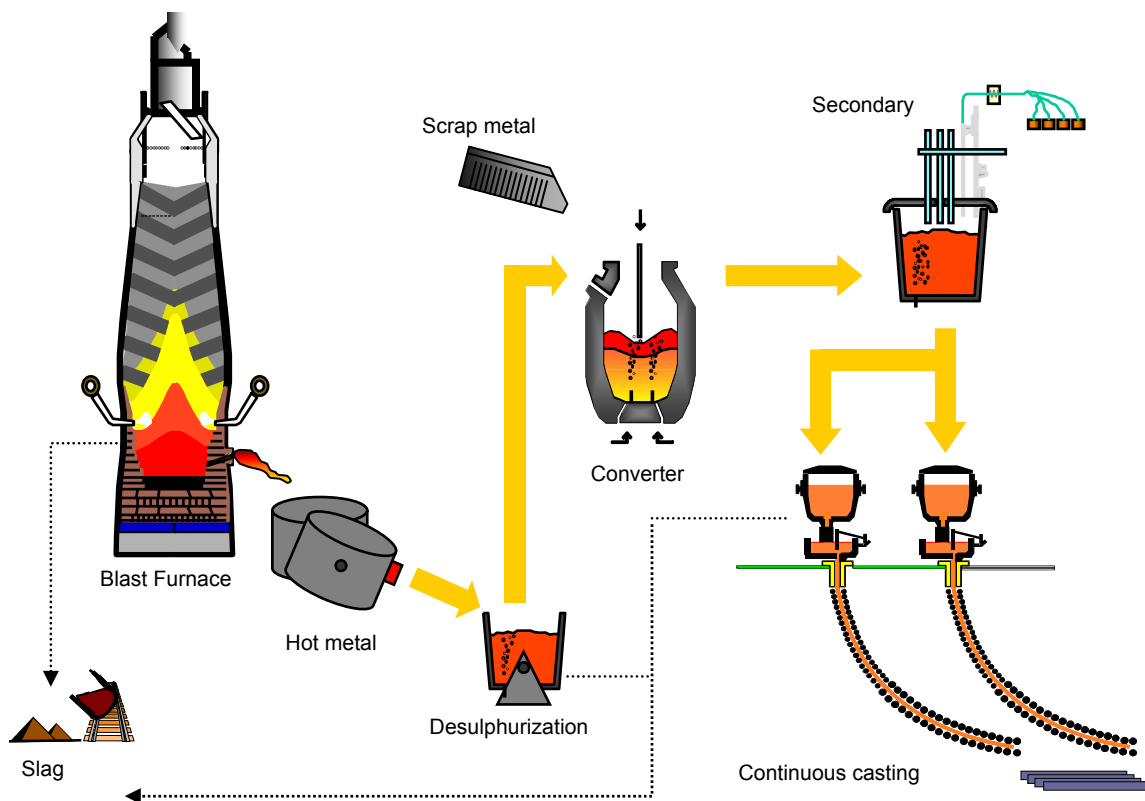 Secondary
Scrap metal
Converter
Blast Furnace
Hot metal
Desulphurization
Slag
Continuous casting